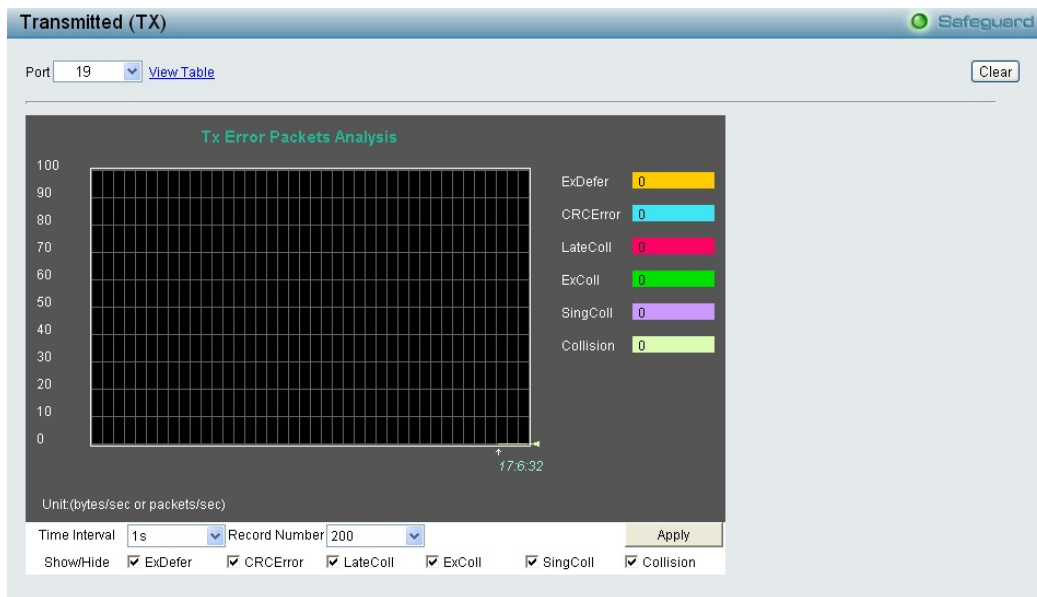 Transmitted (TX)
Safeguard
Port 19 View Table
Clear
Tx Error Packets Analysis
100
90
80
70
60
50
40
30
20
10
0
ExDefer 0
CRCError 0
LateColl 0
ExColl 0
SingColl 0
Collision 0
17:6:32
Unit:(bytes/sec or packets/sec)
Time Interval 1s Record Number 200 Apply
Show/Hide ExDefer CRCError LateColl ExColl SingColl Collision